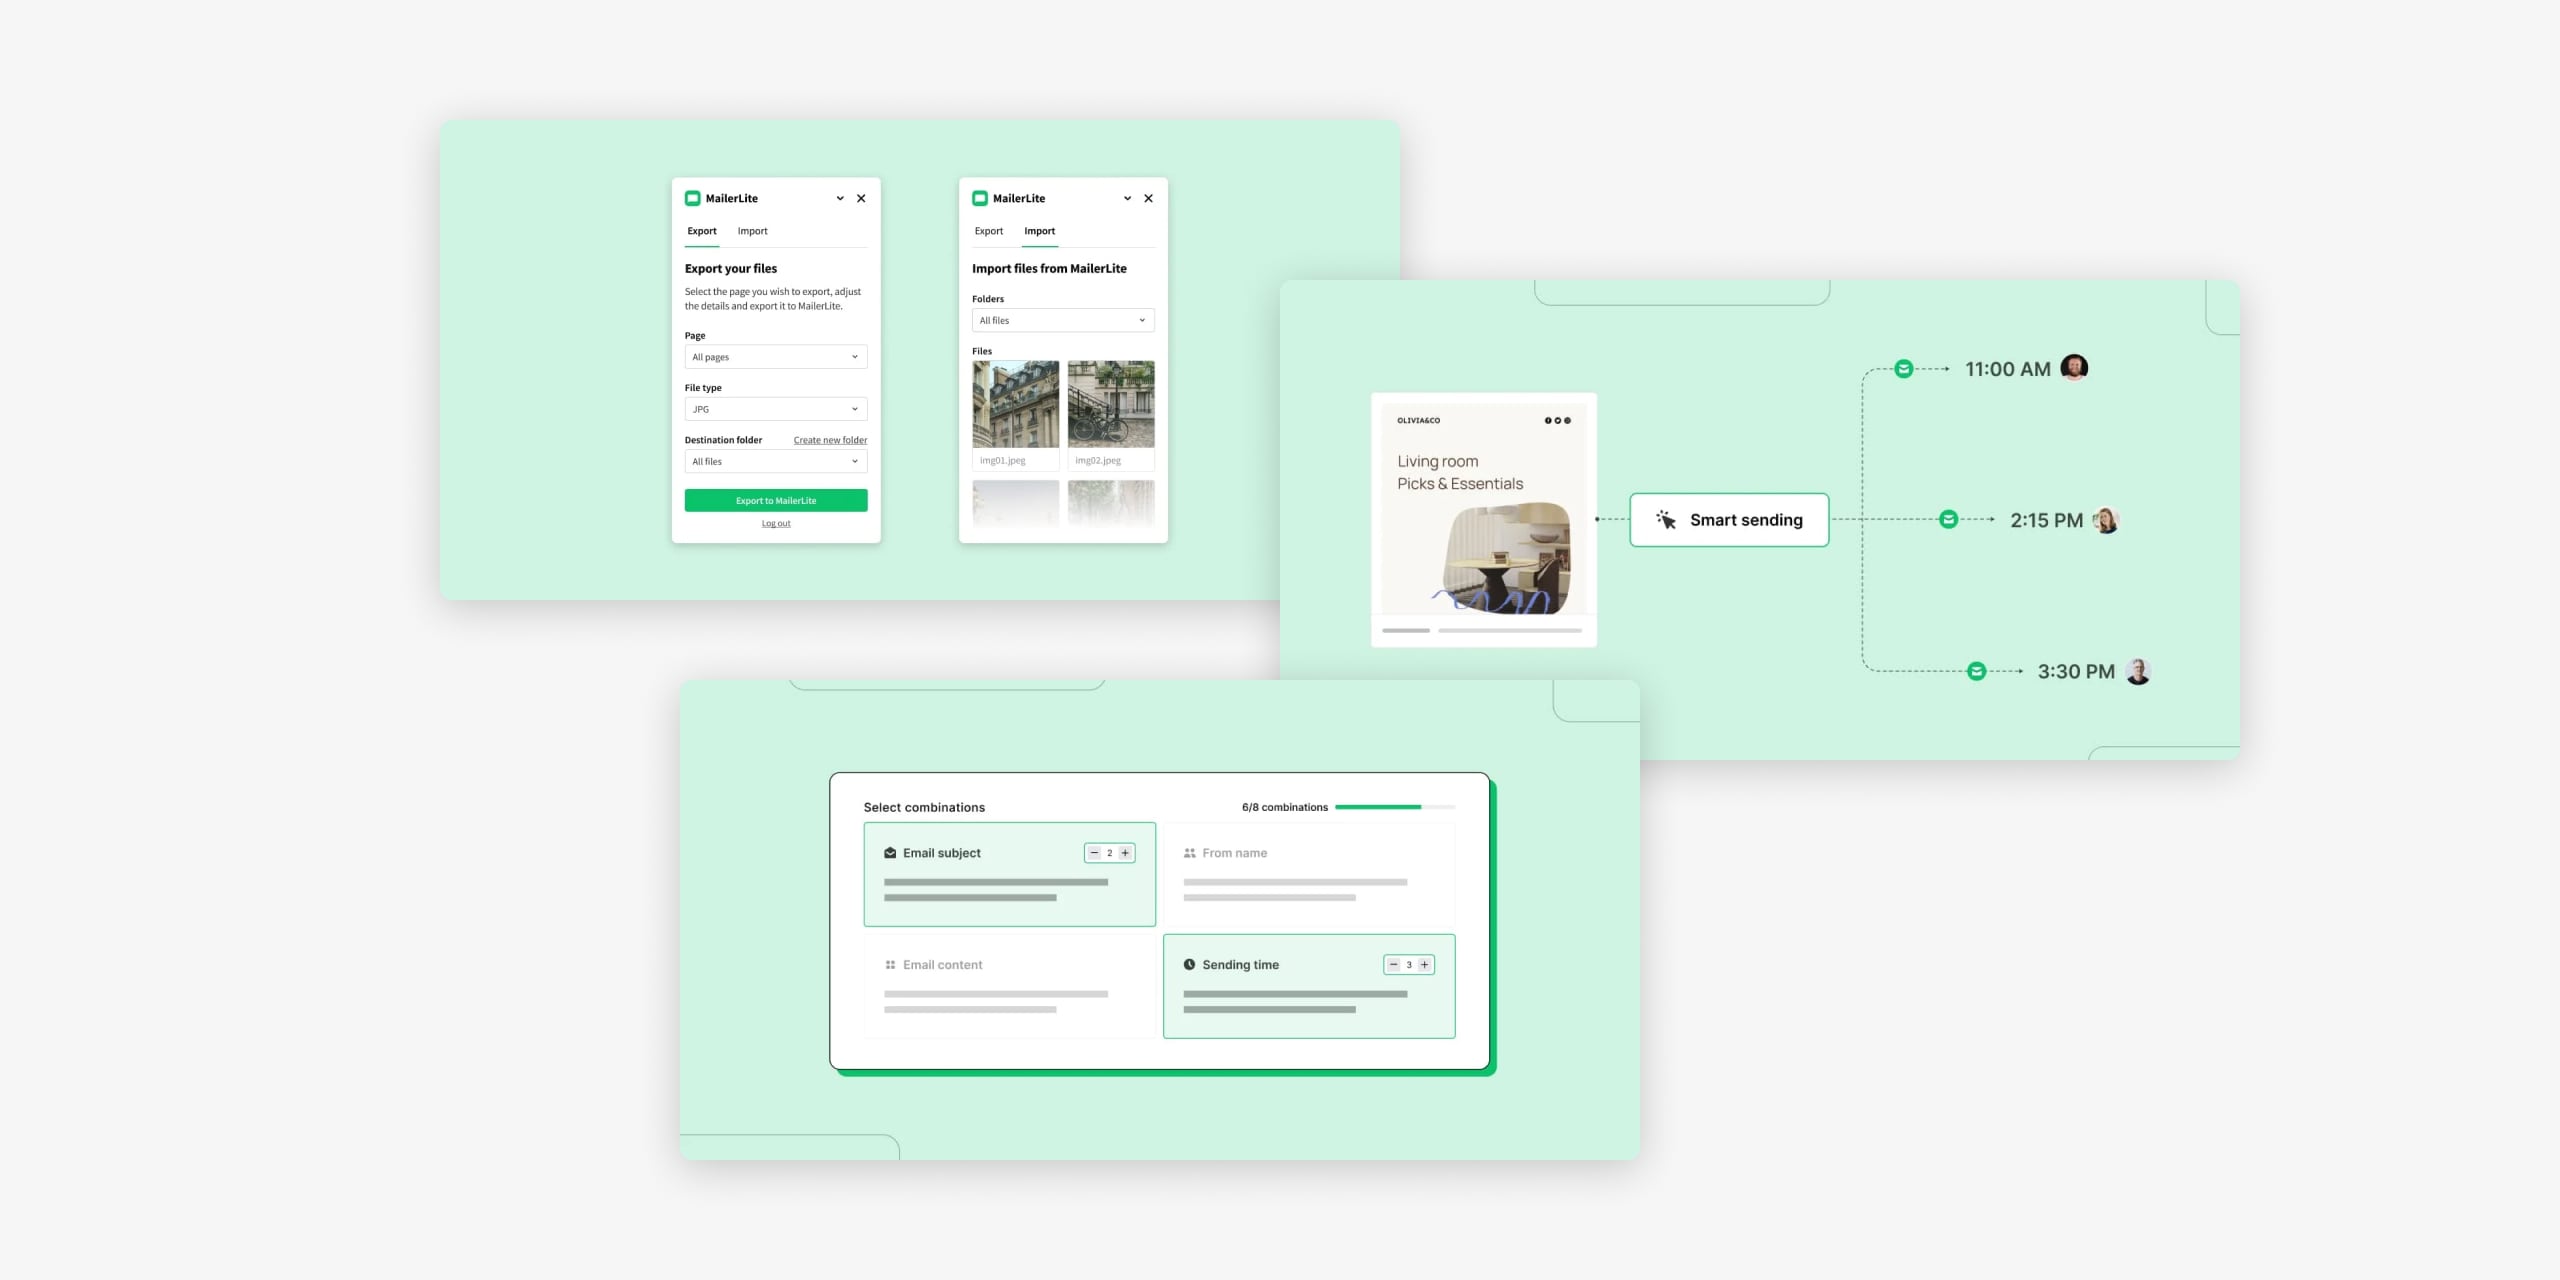 MailerLite
Export Import
Export your files
Select the page you wish to export, adjust
the details and export it to MailerLite.
Page
All pages
File type
JPG
Destination folder Create new folder
All files
Export to MailerLite
Log out
MailerLite
Export Import
Import files from MailerLite
Folders
All files
Files
img01.jpeg img02.jpeg
OLIVIA&CO
Living room
Picks & Essentials
Smart sending
11:00 AM
2:15 PM
3:30 PM
Select combinations 6/8 combinations
Email subject 2
From name
Email content
Sending time 3